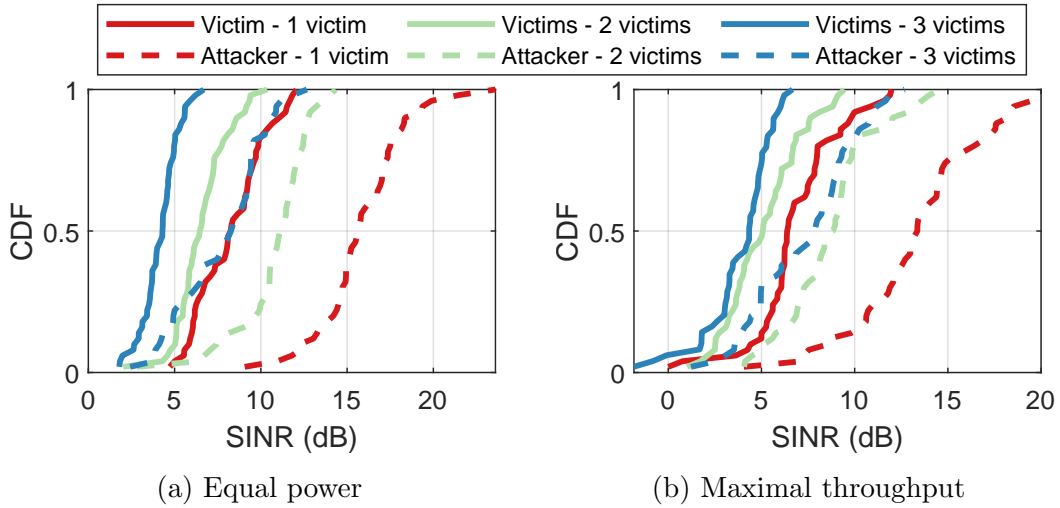 Victim - 1 victim Victims - 2 victims Victims - 3 victims
Attacker - 1 victim Attacker - 2 victims Attacker - 3 victims
1
0.5
0
CDF
0 5 10 15 20
SINR (dB)
(a) Equal power
1
0.5
0
CDF
0 5 10 15 20
SINR (dB)
(b) Maximal throughput